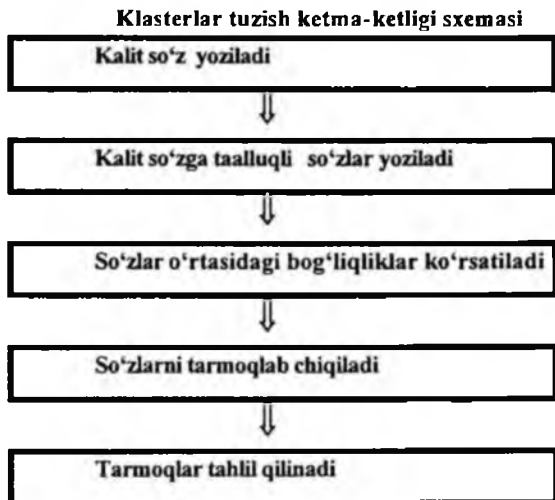 Klasterlar tuzish ketma-ketligi sxemasi
Kalit so‘z yoziladi
Kalit so‘zga taalluqli so‘zlar yoziladi
So‘zlar o‘rtasidagi bog‘liqliklar ko‘rsatiladi
So‘zlarni tarmoqlab chiqiladi
Tarmoqlar tahlil qilinadi